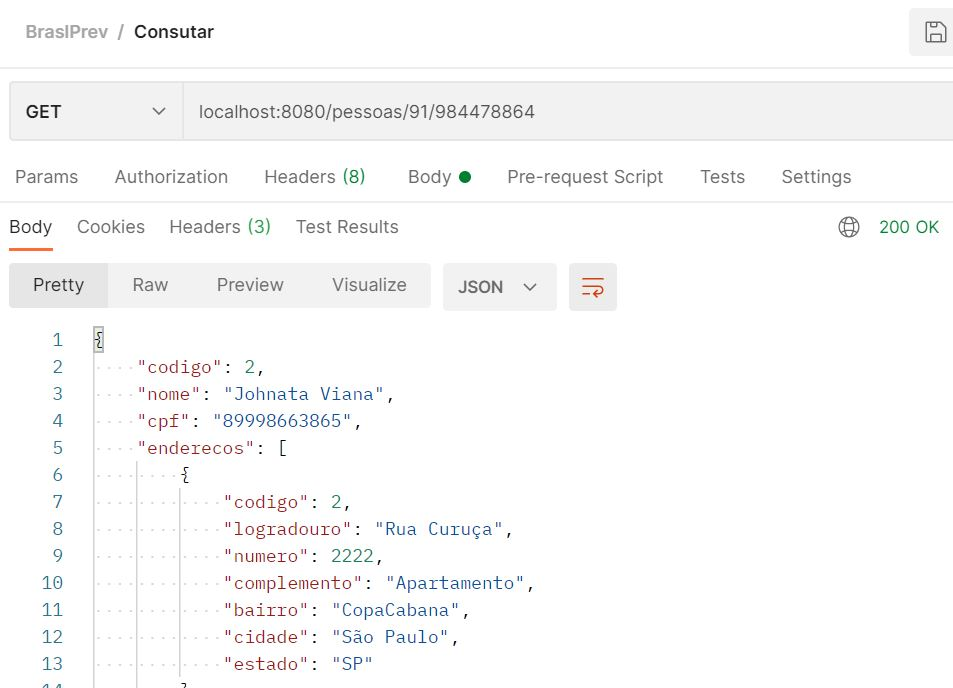 BraslPrev / Consutar
GET localhost:8080/pessoas/91/984478864
Params Authorization Headers (8) Body Pre-request Script Tests Settings
Body Cookies Headers (3) Test Results 200 OK
Pretty Raw Preview Visualize JSON
1 {
2 "codigo": 2,
3 "nome": "Johnata Viana",
4 "cpf": "89998663865",
5 "enderecos": [
6 {
7 "codigo": 2,
8 "logradouro": "Rua Curuça",
9 "numero": 2222,
10 "complemento": "Apartamento",
11 "bairro": "CopaCabana",
12 "cidade": "São Paulo",
13 "estado": "SP"